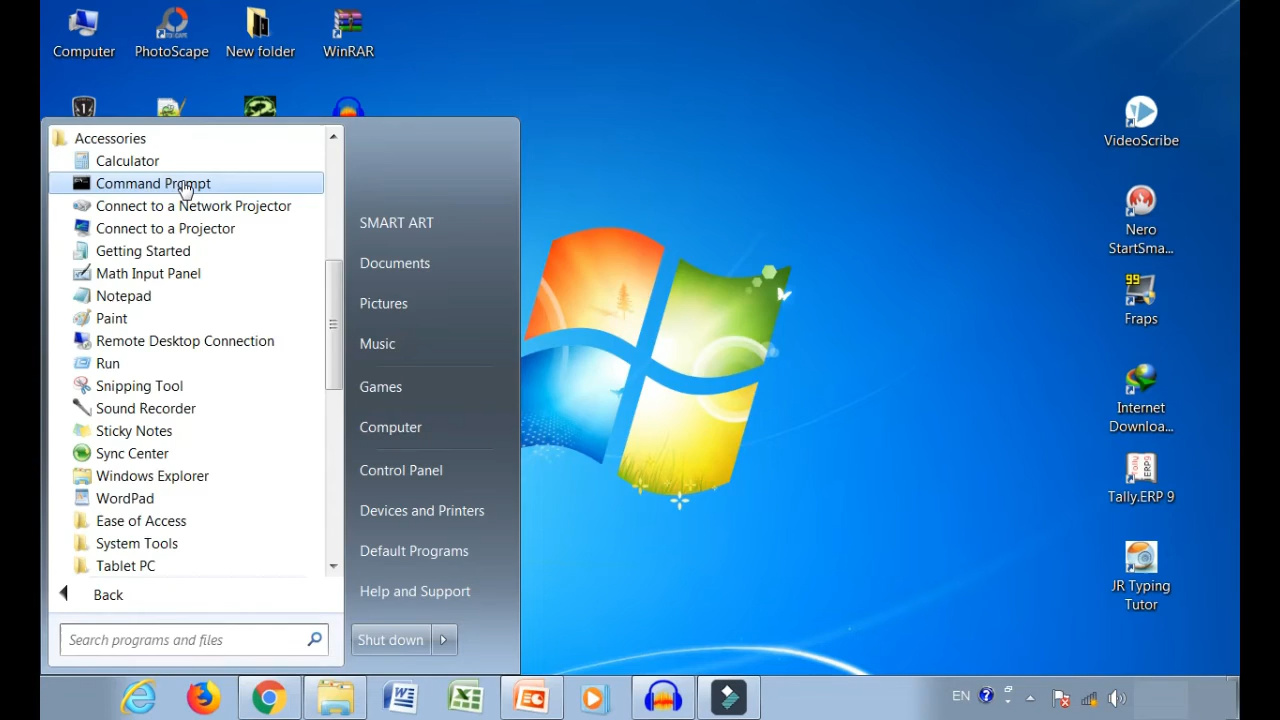 Computer
PhotoScape
New folder
WinRAR
Accessories
Calculator
Command Prompt
Connect to a Network Projector
Connect to a Projector
Getting Started
Math Input Panel
Notepad
Paint
Remote Desktop Connection
Run
Snipping Tool
Sound Recorder
Sticky Notes
Sync Center
Windows Explorer
WordPad
Ease of Access
System Tools
Tablet PC
Back
Search programs and files
SMART ART
Documents
Pictures
Music
Games
Computer
Control Panel
Devices and Printers
Default Programs
Help and Support
Shut down
VideoScribe
Nero
StartSma...
99
Fraps
Internet
Downloa...
Tally.ERP 9
JR Typing
Tutor
EN